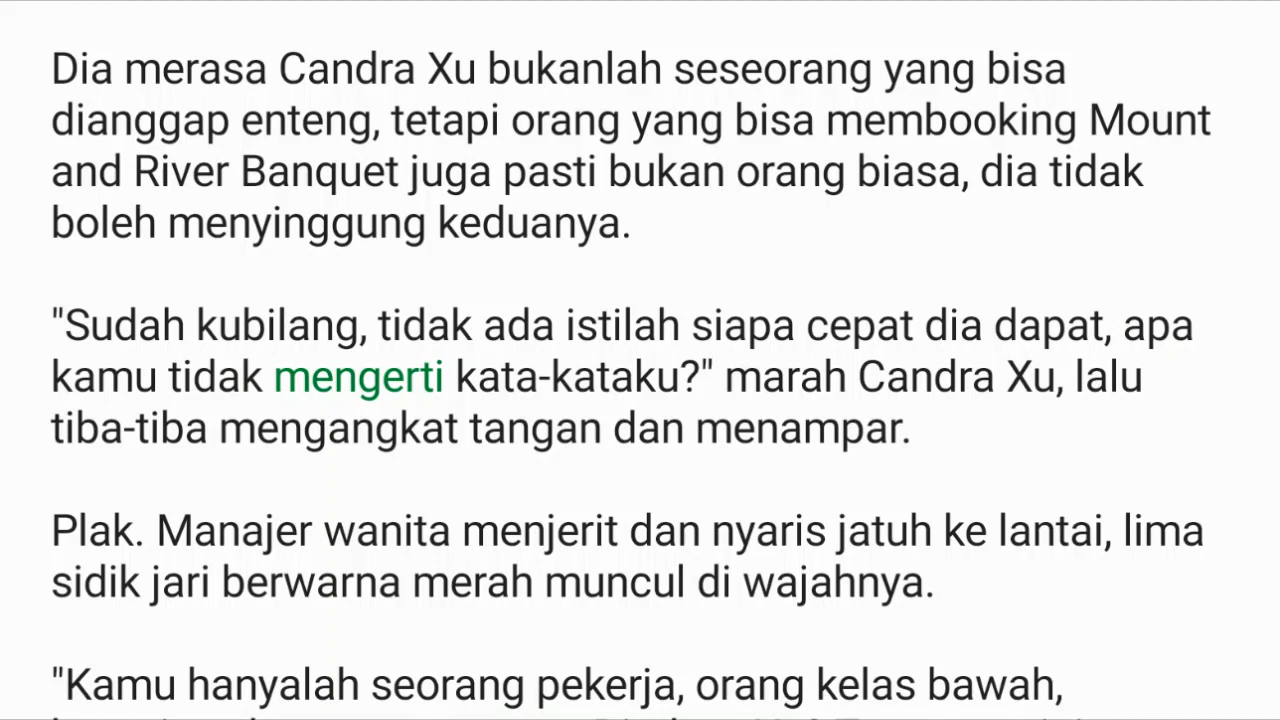 Dia merasa Candra Xu bukanlah seseorang yang bisa
dianggap enteng, tetapi orang yang bisa membooking Mount
and River Banquet juga pasti bukan orang biasa, dia tidak
boleh menyinggung keduanya.
"Sudah kubilang, tidak ada istilah siapa cepat dia dapat, apa
kamu tidak mengerti kata-kataku?" marah Candra Xu, lalu
tiba-tiba mengangkat tangan dan menampar.
Plak. Manajer wanita menjerit dan nyaris jatuh ke lantai, lima
sidik jari berwarna merah muncul di wajahnya.
"Kamu hanyalah seorang pekerja, orang kelas bawah,